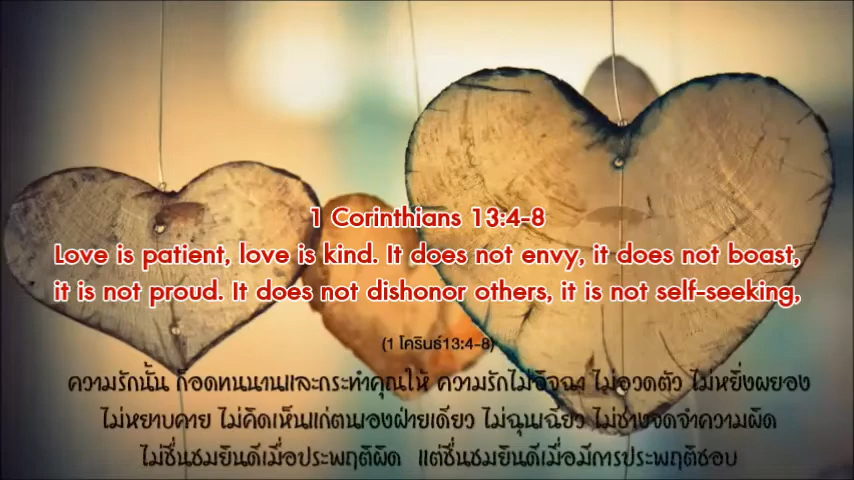 1 Corinthians 13:4-8
Love is patient, love is kind. It does not envy, it does not boast,
it is not proud. It does not dishonor others, it is not self-seeking,
(1 โครินธ์13:4-8)
ความรักนั้น ก็อดทนนานและกระทำคุณให้ ความรักไม่อิจฉา ไม่อวดตัว ไม่หยิ่งผยอง
ไม่หยาบคาย ไม่คิดเห็นแก่ตนเองฝ่ายเดียว ไม่ฉุนเฉียว ไม่ช่างจดจำความผิด
ไม่ชื่นชมยินดีเมื่อประพฤติผิด แต่ชื่นชมยินดีเมื่อมีการประพฤติชอบ